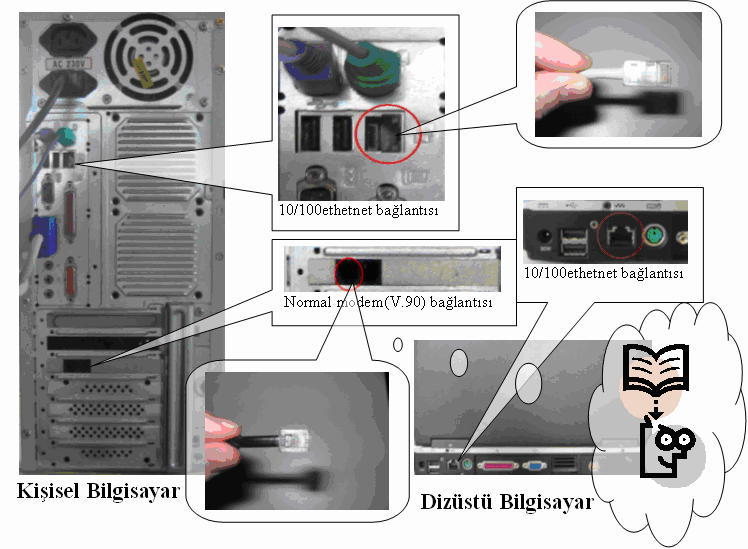 AC 230V
10/100ethetnet bağlantısı
10/100ethetnet bağlantısı
Normal modem(V.90) bağlantısı
Kişisel Bilgisayar
Dizüstü Bilgisayar